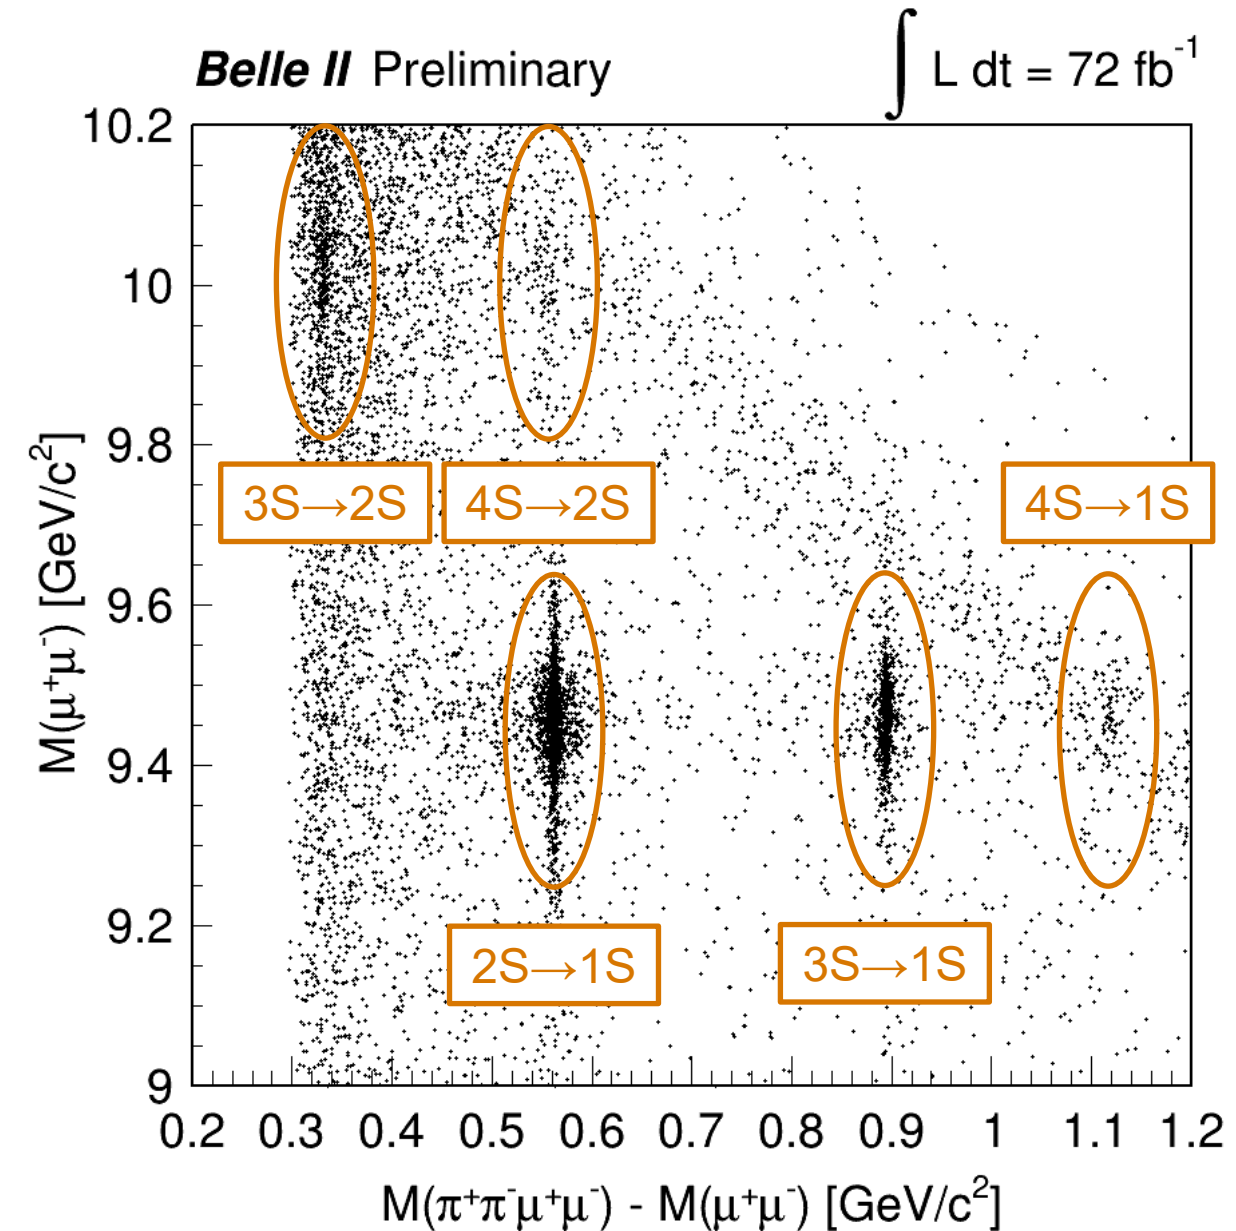 Belle II Preliminary
∫ L dt = 72 fb⁻¹
10.2
10
9.8
9.6
9.4
9.2
9
M(μ⁺μ⁻) [GeV/c²]
3S→2S
4S→2S
4S→1S
2S→1S
3S→1S
0.2 0.3 0.4 0.5 0.6 0.7 0.8 0.9 1 1.1 1.2
M(π⁺π⁻μ⁺μ⁻) - M(μ⁺μ⁻) [GeV/c²]